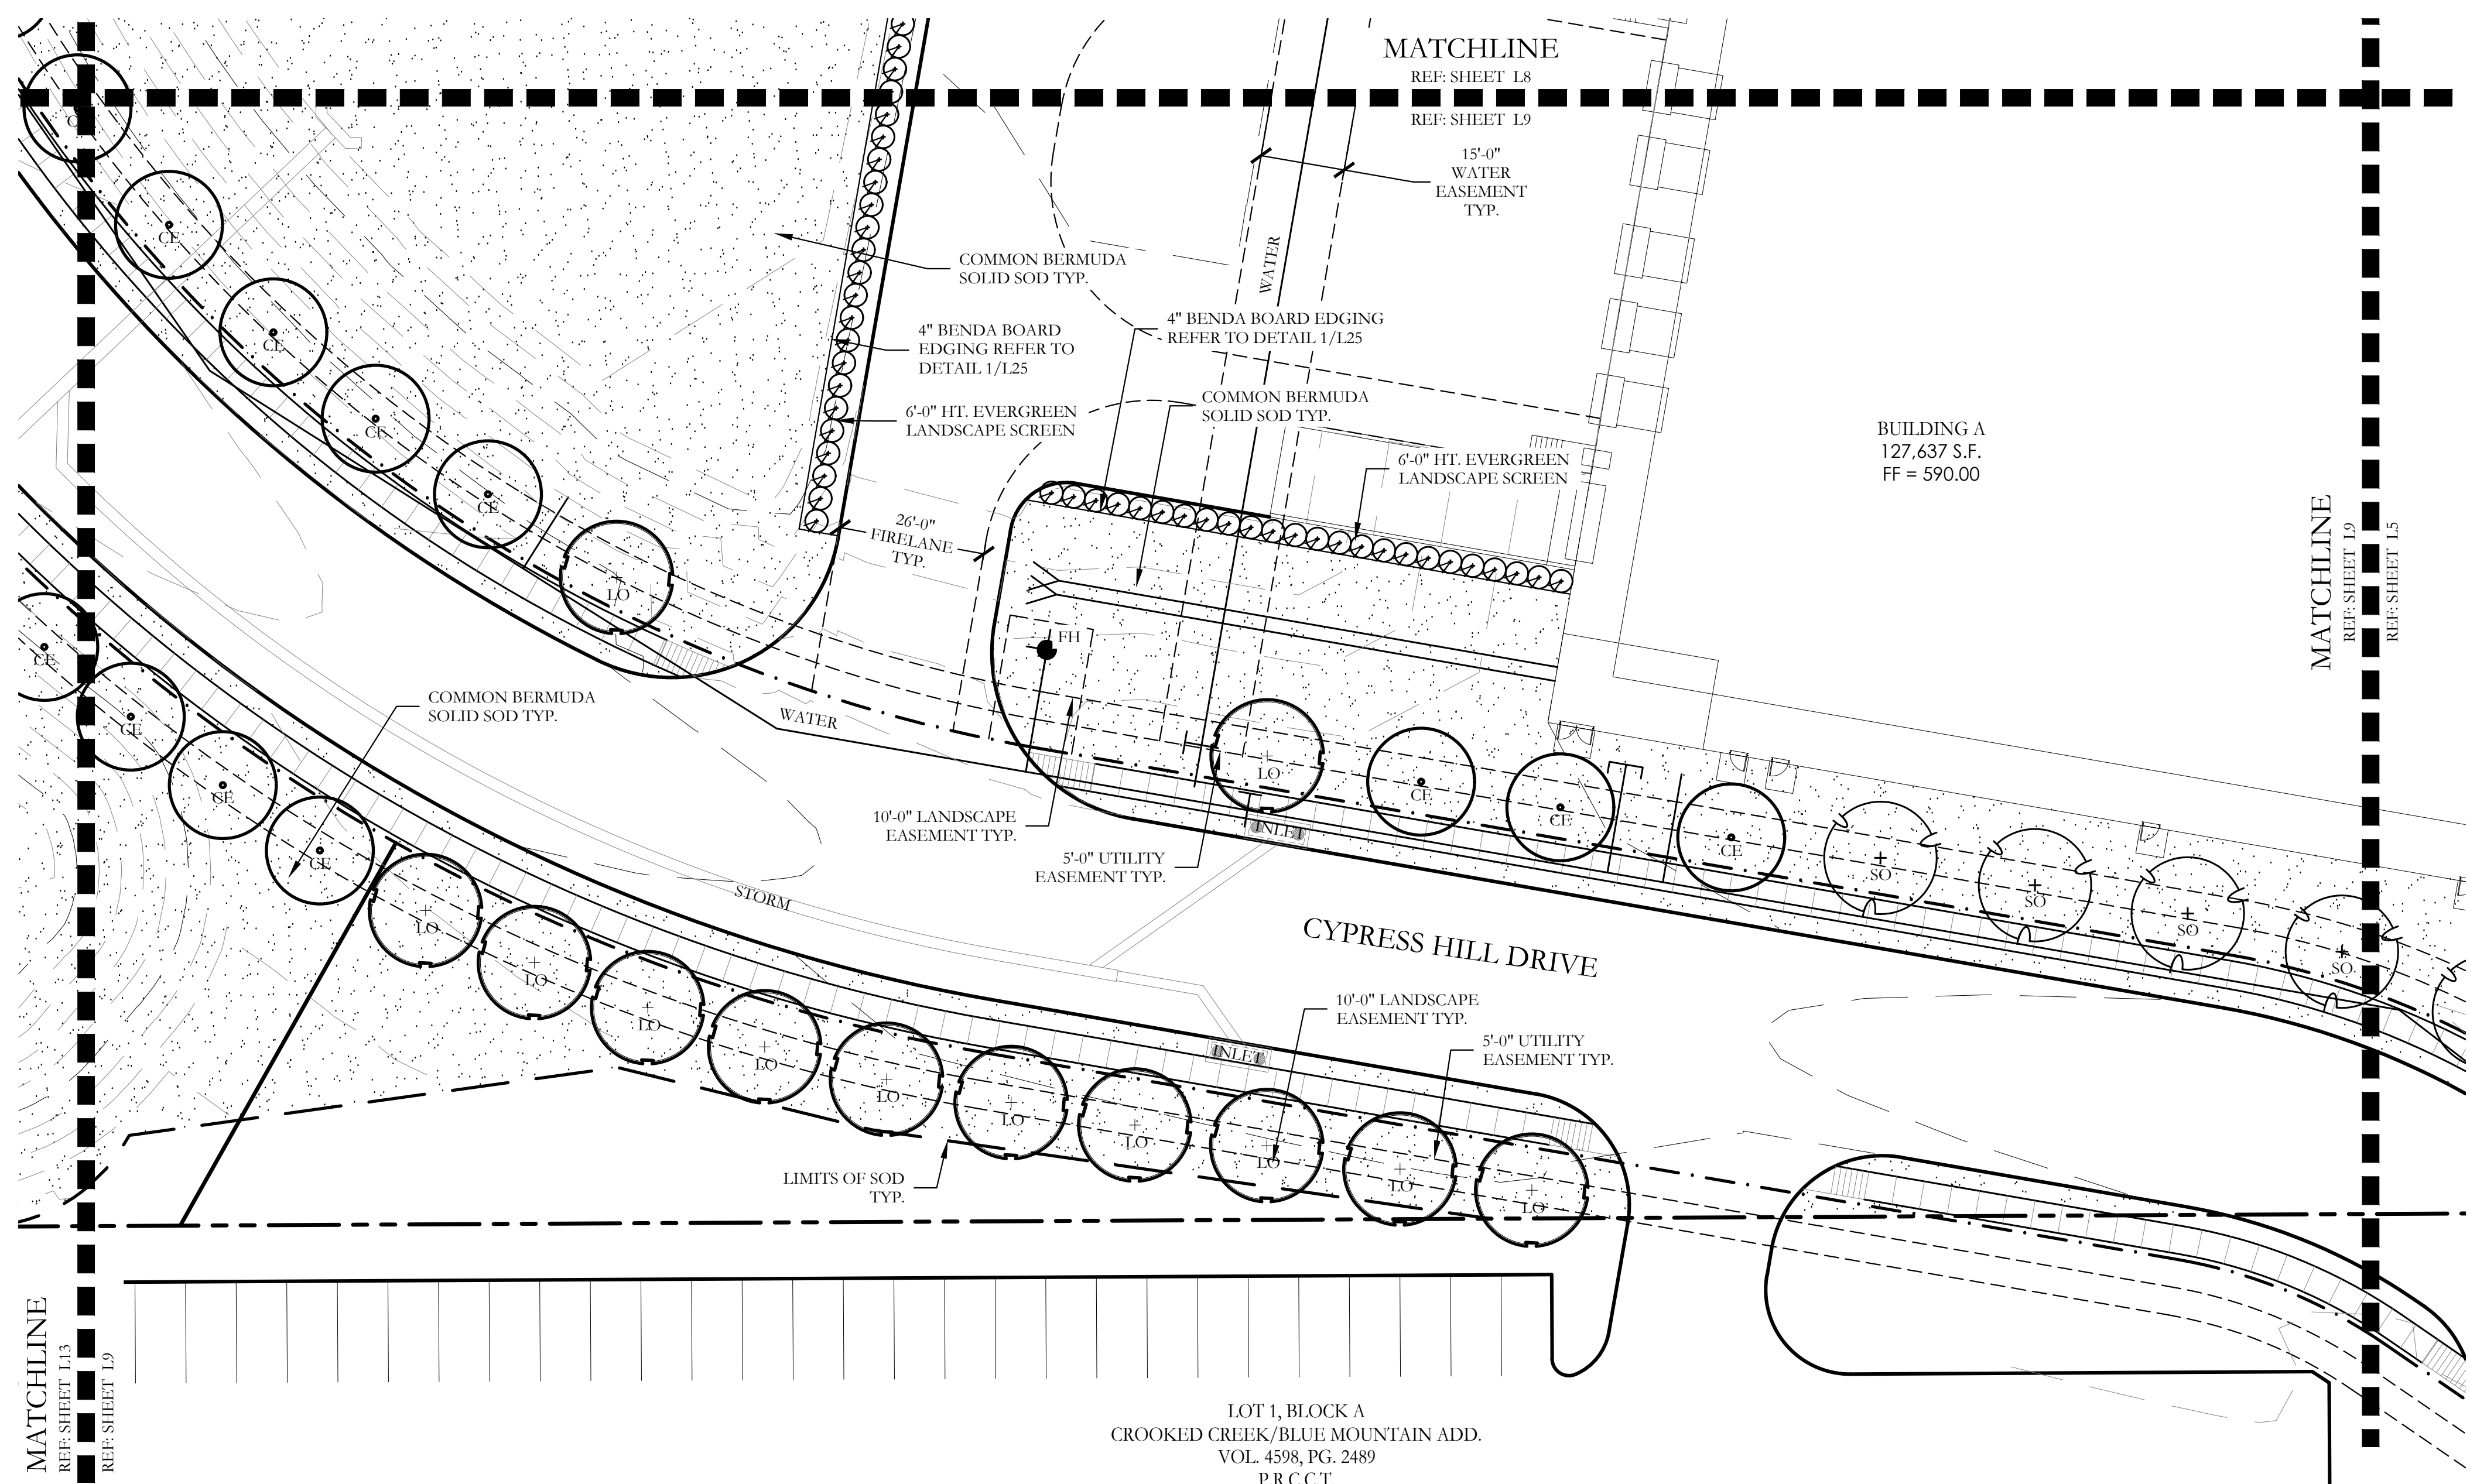 MATCHLINE
REF: SHEET L8
REF: SHEET L9
15'-0"
WATER
EASEMENT
TYP.
WATER
COMMON BERMUDA
SOLID SOD TYP.
4" BENDA BOARD
EDGING REFER TO
DETAIL 1/L25
4" BENDA BOARD EDGING
REFER TO DETAIL 1/L25
6'-0" HT. EVERGREEN
LANDSCAPE SCREEN
COMMON BERMUDA
SOLID SOD TYP.
6'-0" HT. EVERGREEN
LANDSCAPE SCREEN
BUILDING A
127,637 S.F.
FF = 590.00
MATCHLINE
REF: SHEET L9
REF: SHEET L5
26'-0"
FIRELANE
TYP.
CE
CE
CE
CE
LO
FH
CE
CE
CE
CE
COMMON BERMUDA
SOLID SOD TYP.
WATER
LO
CE
CE
CE
SO
SO
SO
SO
10'-0" LANDSCAPE
EASEMENT TYP.
5'-0" UTILITY
EASEMENT TYP.
INLET
STORM
CYPRESS HILL DRIVE
LO
LO
LO
LO
LO
LO
LO
LO
LO
LO
INLET
10'-0" LANDSCAPE
EASEMENT TYP.
5'-0" UTILITY
EASEMENT TYP.
LIMITS OF SOD
TYP.
MATCHLINE
REF: SHEET L13
REF: SHEET L9
LOT 1, BLOCK A
CROOKED CREEK/BLUE MOUNTAIN ADD.
VOL. 4598, PG. 2489
P.R.C.C.T.